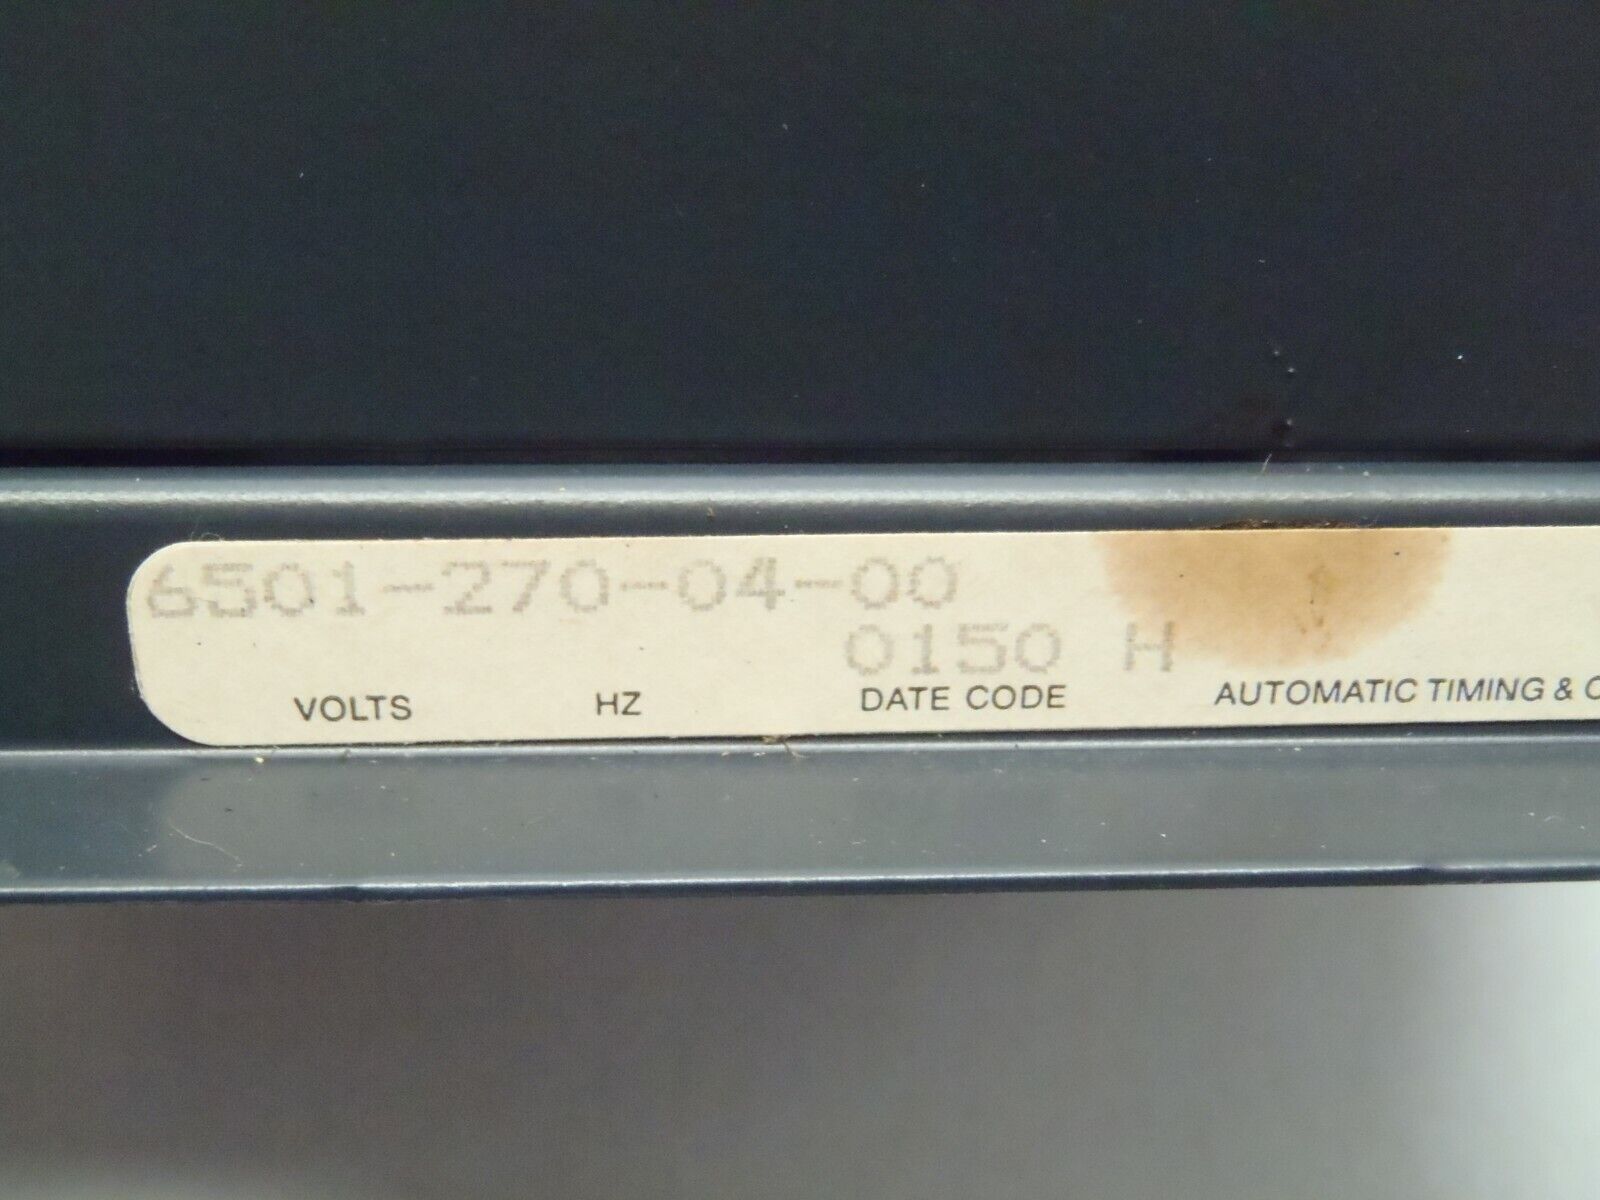 6501-270-04-00
0150 H
VOLTS HZ DATE CODE AUTOMATIC TIMING & C